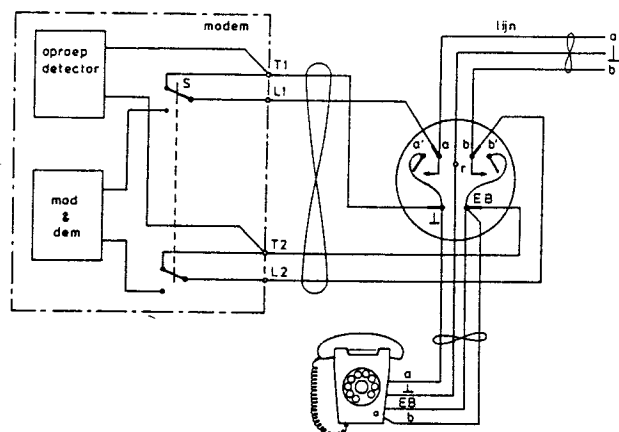 modem
oproep
detector
S
T1
L1
mod
&
dem
T2
L2
lijn
a
⊥
b
a' a b b'
r
⊥
EB
a
⊥
EB
b
a